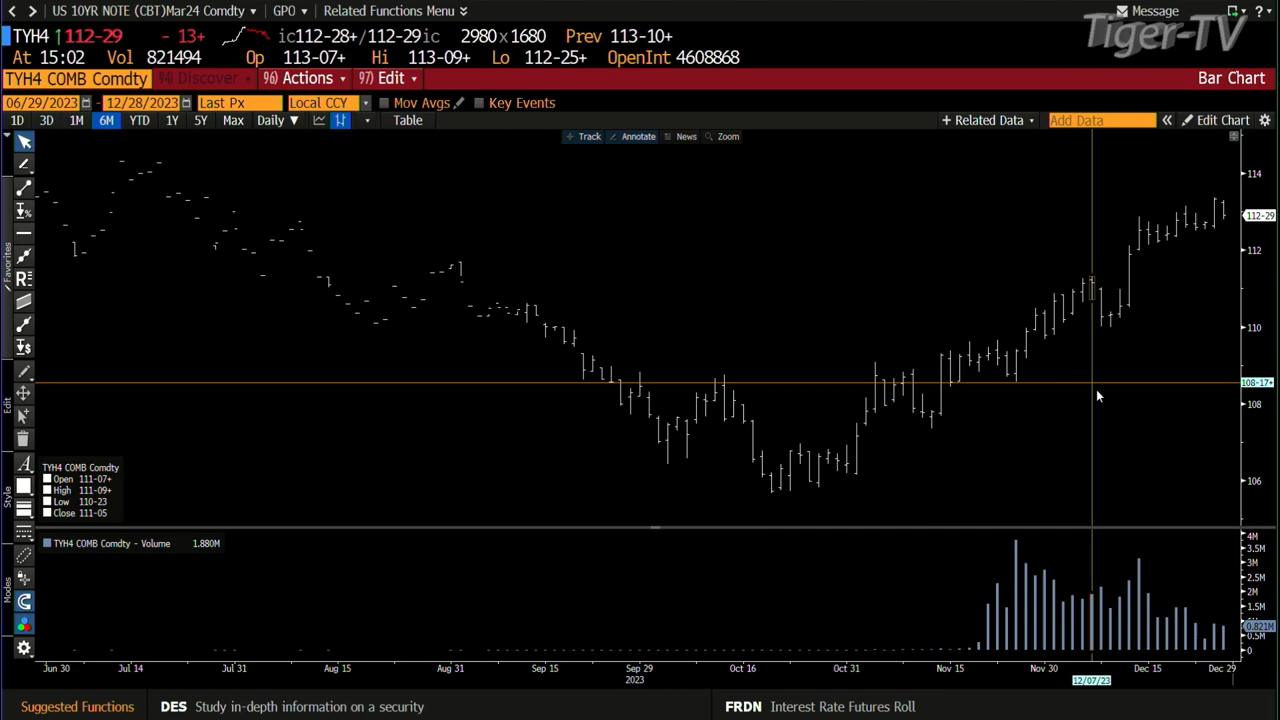 US 10YR NOTE (CBT)Mar24 Comdty GPO Related Functions Menu Message
Tiger-TV
TYH4 ↑112-29 - 13+ ic112-28+/112-29ic 2980x1680 Prev 113-10+
At 15:02 Vol 821494 Op 113-07+ Hi 113-09+ Lo 112-25+ OpenInt 4608868
TYH4 COMB Comdty 94) Discover 96) Actions 97) Edit Bar Chart
06/29/2023 - 12/28/2023 Last Px Local CCY Mov Avgs Key Events
1D 3D 1M 6M YTD 1Y 5Y Max Daily Table + Related Data Add Data Edit Chart
Track Annotate News Zoom
114
112-29
112
110
108-17+
108
106
Favorites
Edit
Style
Modes
TYH4 COMB Comdty
Open 111-07+
High 111-09+
Low 110-23
Close 111-05
TYH4 COMB Comdty - Volume 1.880M
4M
3.5M
3M
2.5M
2M
1.5M
0.821M
0.5M
0
Jun 30 Jul 14 Jul 31 Aug 15 Aug 31 Sep 15 Sep 29 Oct 16 Oct 31 Nov 15 Nov 30 Dec 15 Dec 29
2023
12/07/23
Suggested Functions DES Study in-depth information on a security FRDN Interest Rate Futures Roll